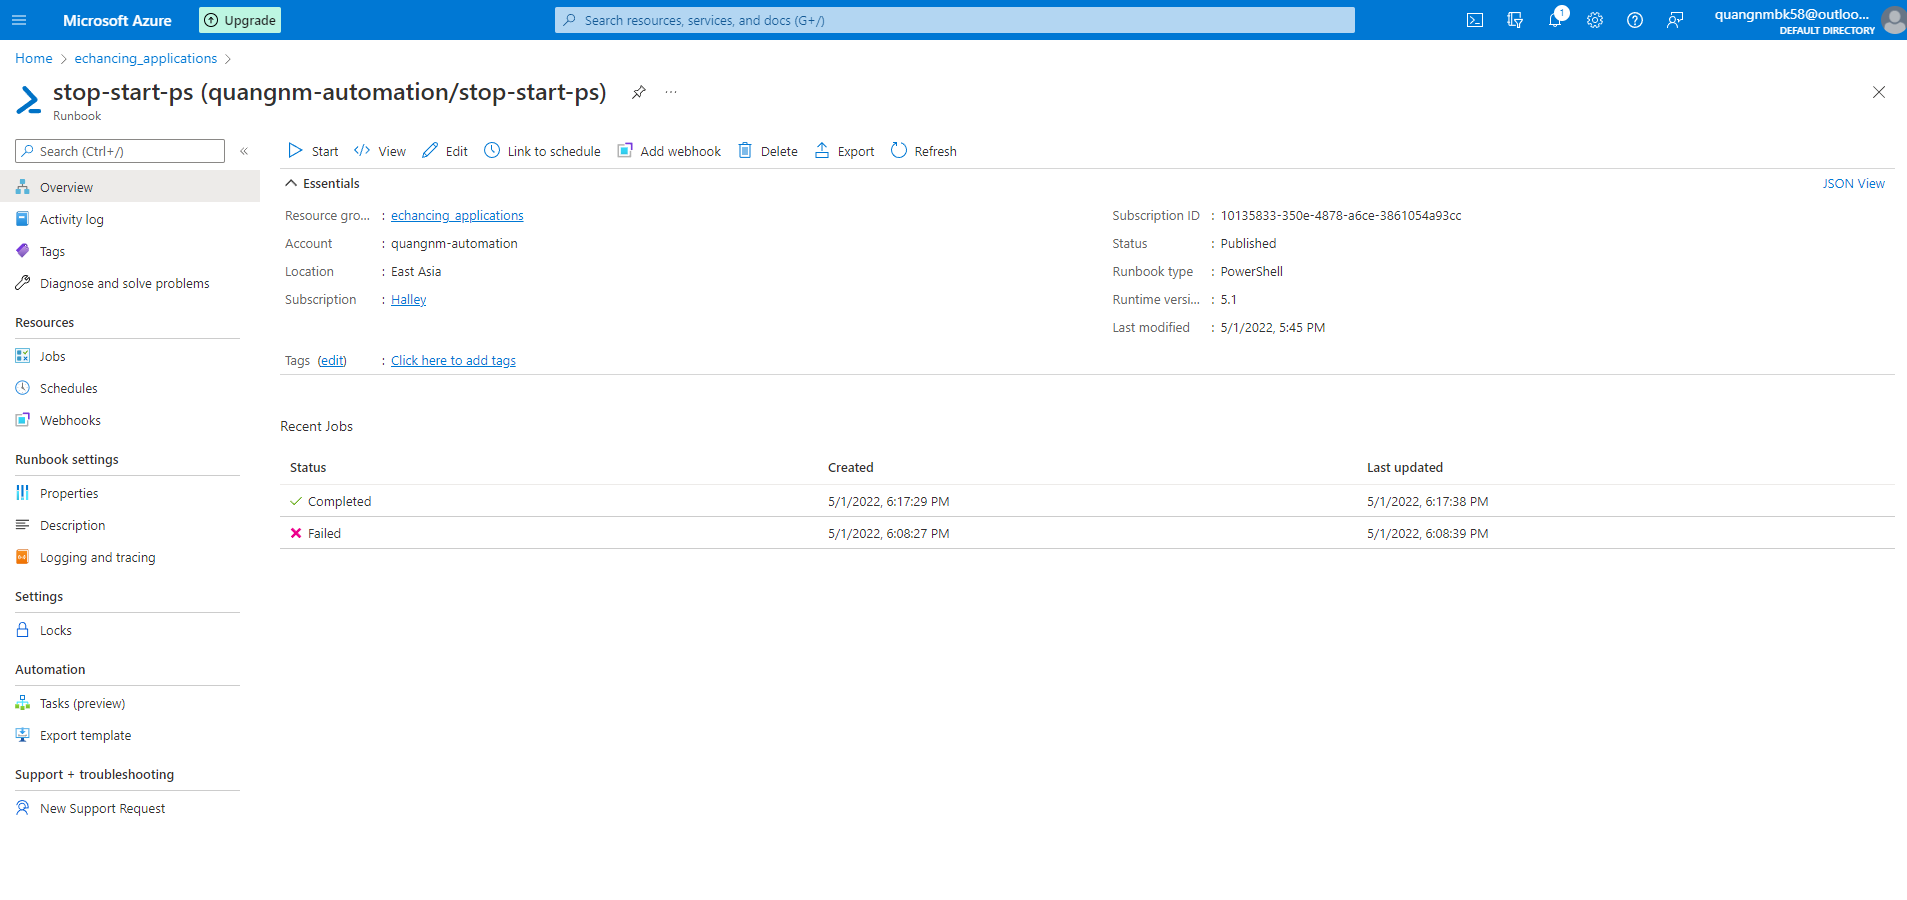 Microsoft Azure
Upgrade
Search resources, services, and docs (G+/)
1
quangnmbk58@outloo...
DEFAULT DIRECTORY
Home
echancing_applications
stop-start-ps (quangnm-automation/stop-start-ps)
Runbook
Search (Ctrl+/)
Start
View
Edit
Link to schedule
Add webhook
Delete
Export
Refresh
Overview
Activity log
Tags
Diagnose and solve problems
Resources
Jobs
Schedules
Webhooks
Runbook settings
Properties
Description
Logging and tracing
Settings
Locks
Automation
Tasks (preview)
Export template
Support + troubleshooting
New Support Request
Essentials
JSON View
Resource gro... : echancing_applications
Account : quangnm-automation
Location : East Asia
Subscription : Halley
Subscription ID : 10135833-350e-4878-a6ce-3861054a93cc
Status : Published
Runbook type : PowerShell
Runtime versi... : 5.1
Last modified : 5/1/2022, 5:45 PM
Tags (edit) : Click here to add tags
Recent Jobs
Status Created Last updated
Completed 5/1/2022, 6:17:29 PM 5/1/2022, 6:17:38 PM
Failed 5/1/2022, 6:08:27 PM 5/1/2022, 6:08:39 PM